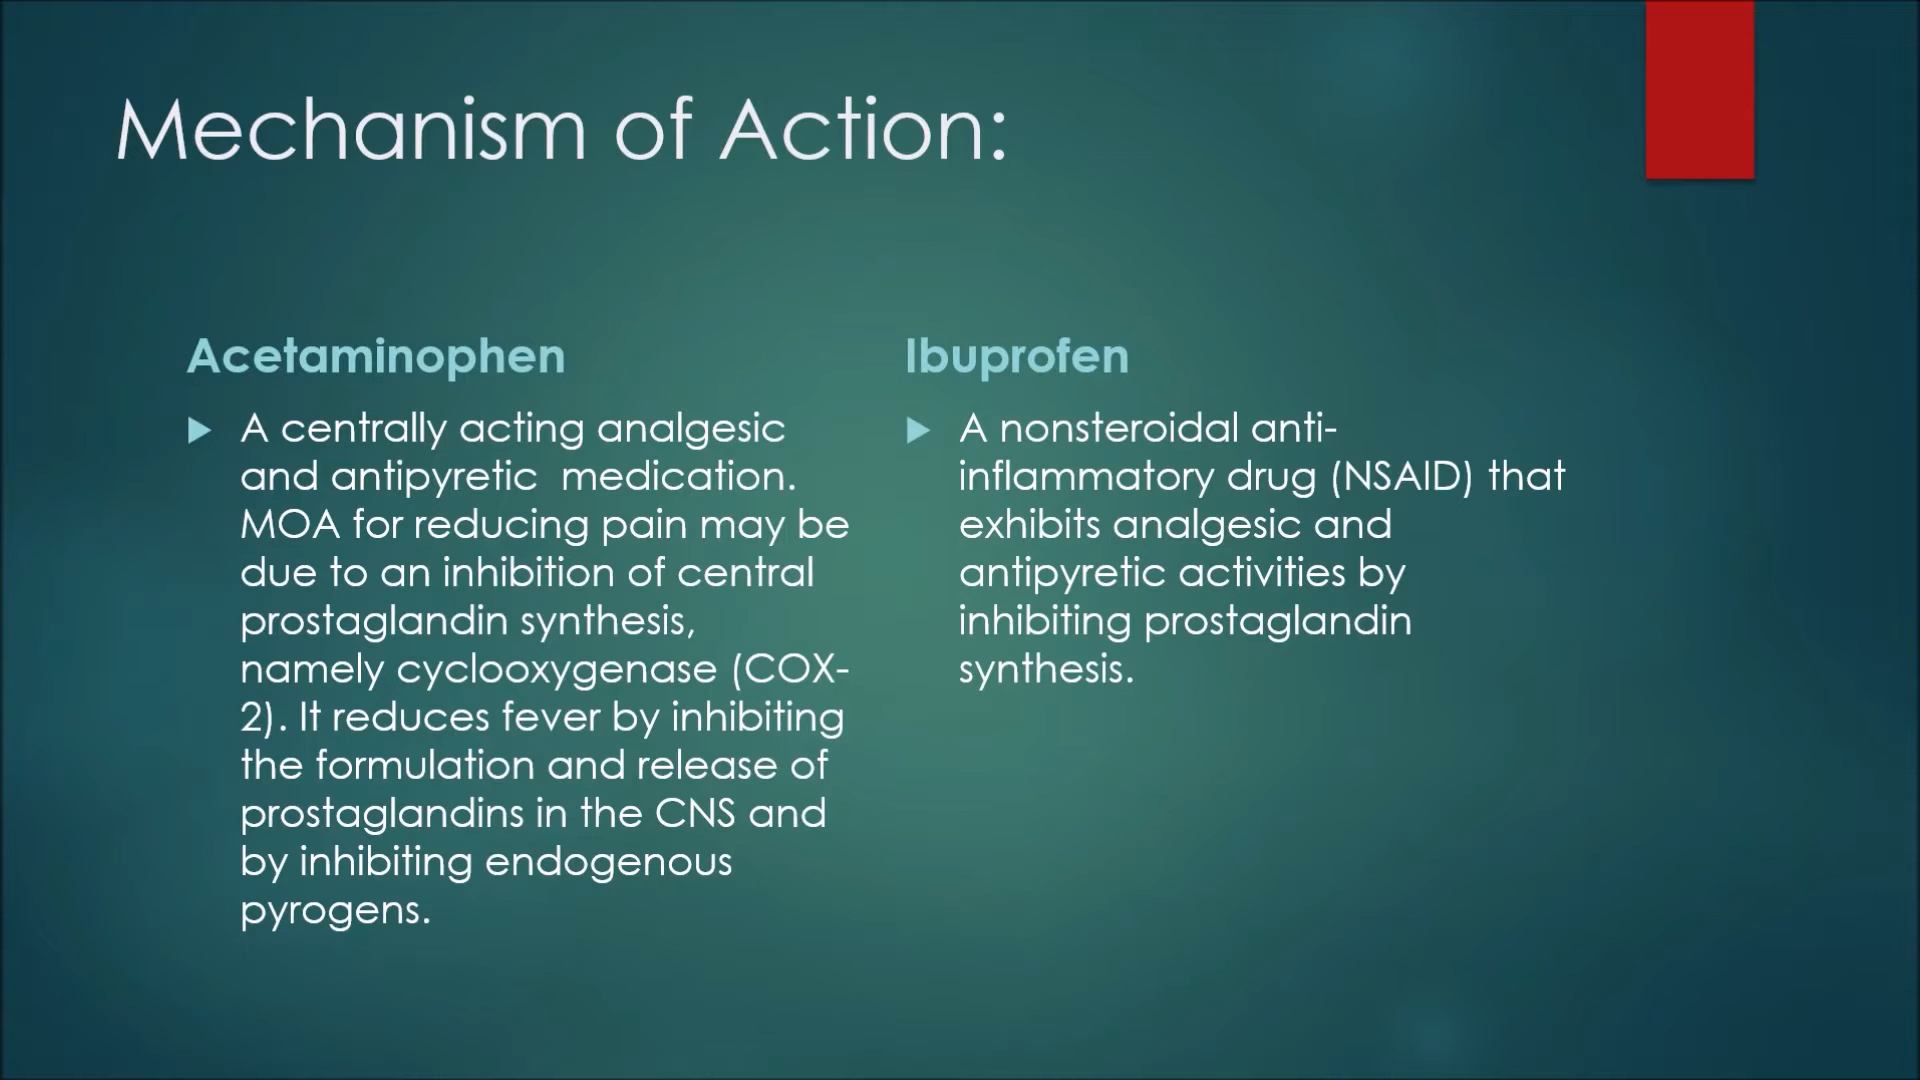 Mechanism of Action:
Acetaminophen
A centrally acting analgesic
and antipyretic  medication.
MOA for reducing pain may be
due to an inhibition of central
prostaglandin synthesis,
namely cyclooxygenase (COX-
2). It reduces fever by inhibiting
the formulation and release of
prostaglandins in the CNS and
by inhibiting endogenous
pyrogens.
Ibuprofen
A nonsteroidal anti-
inflammatory drug (NSAID) that
exhibits analgesic and
antipyretic activities by
inhibiting prostaglandin
synthesis.